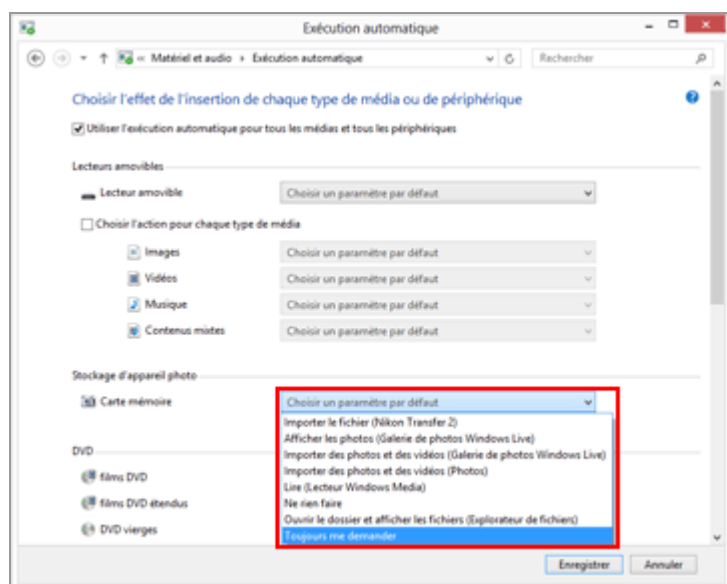 Exécution automatique
« Matériel et audio › Exécution automatique
Rechercher
Choisir l'effet de l'insertion de chaque type de média ou de périphérique
Utiliser l'exécution automatique pour tous les médias et tous les périphériques
Lecteurs amovibles
Lecteur amovible Choisir un paramètre par défaut
Choisir l'action pour chaque type de média
Images Choisir un paramètre par défaut
Vidéos Choisir un paramètre par défaut
Musique Choisir un paramètre par défaut
Contenus mixtes Choisir un paramètre par défaut
Stockage d'appareil photo
Carte mémoire Choisir un paramètre par défaut
Importer le fichier (Nikon Transfer 2)
Afficher les photos (Galerie de photos Windows Live)
Importer des photos et des vidéos (Galerie de photos Windows Live)
Importer des photos et des vidéos (Photos)
Lire (Lecteur Windows Media)
Ne rien faire
Ouvrir le dossier et afficher les fichiers (Explorateur de fichiers)
Toujours me demander
DVD
films DVD
films DVD étendus
DVD vierges
Enregistrer Annuler